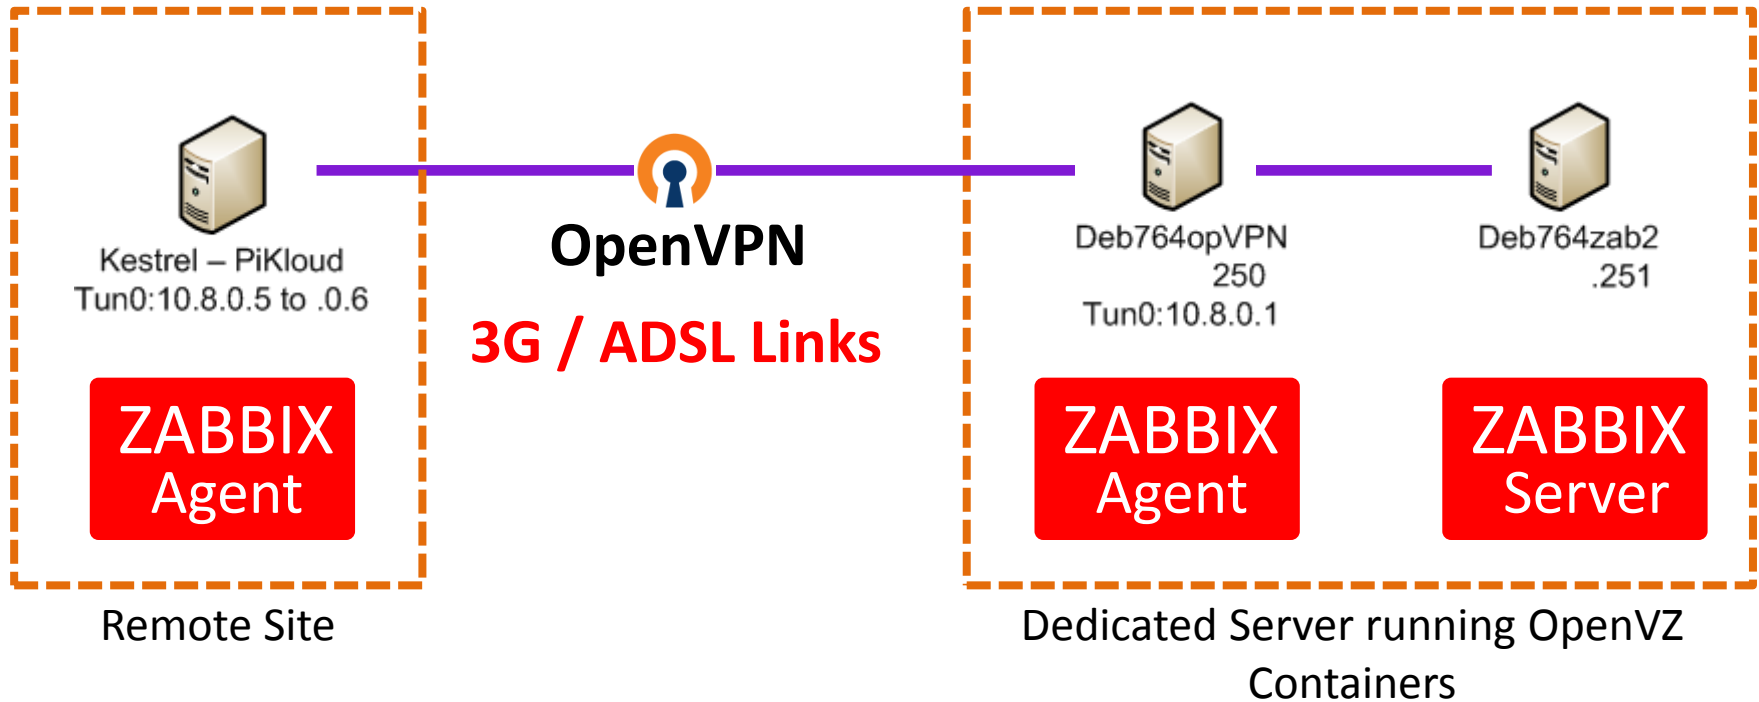 Kestrel – PiKloud
Tun0:10.8.0.5 to .0.6
ZABBIX
Agent
Remote Site
OpenVPN
3G / ADSL Links
Deb764opVPN
250
Tun0:10.8.0.1
ZABBIX
Agent
Deb764zab2
.251
ZABBIX
Server
Dedicated Server running OpenVZ
Containers